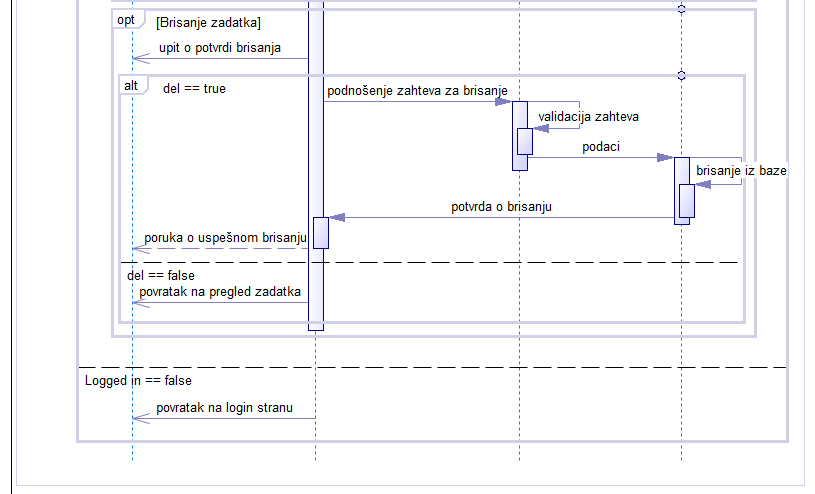 opt
[Brisanje zadatka]
upit o potvrdi brisanja
alt
del == true
podnošenje zahteva za brisanje
validacija zahteva
podaci
brisanje iz baze
potvrda o brisanju
poruka o uspešnom brisanju
del == false
povratak na pregled zadatka
Logged in == false
povratak na login stranu